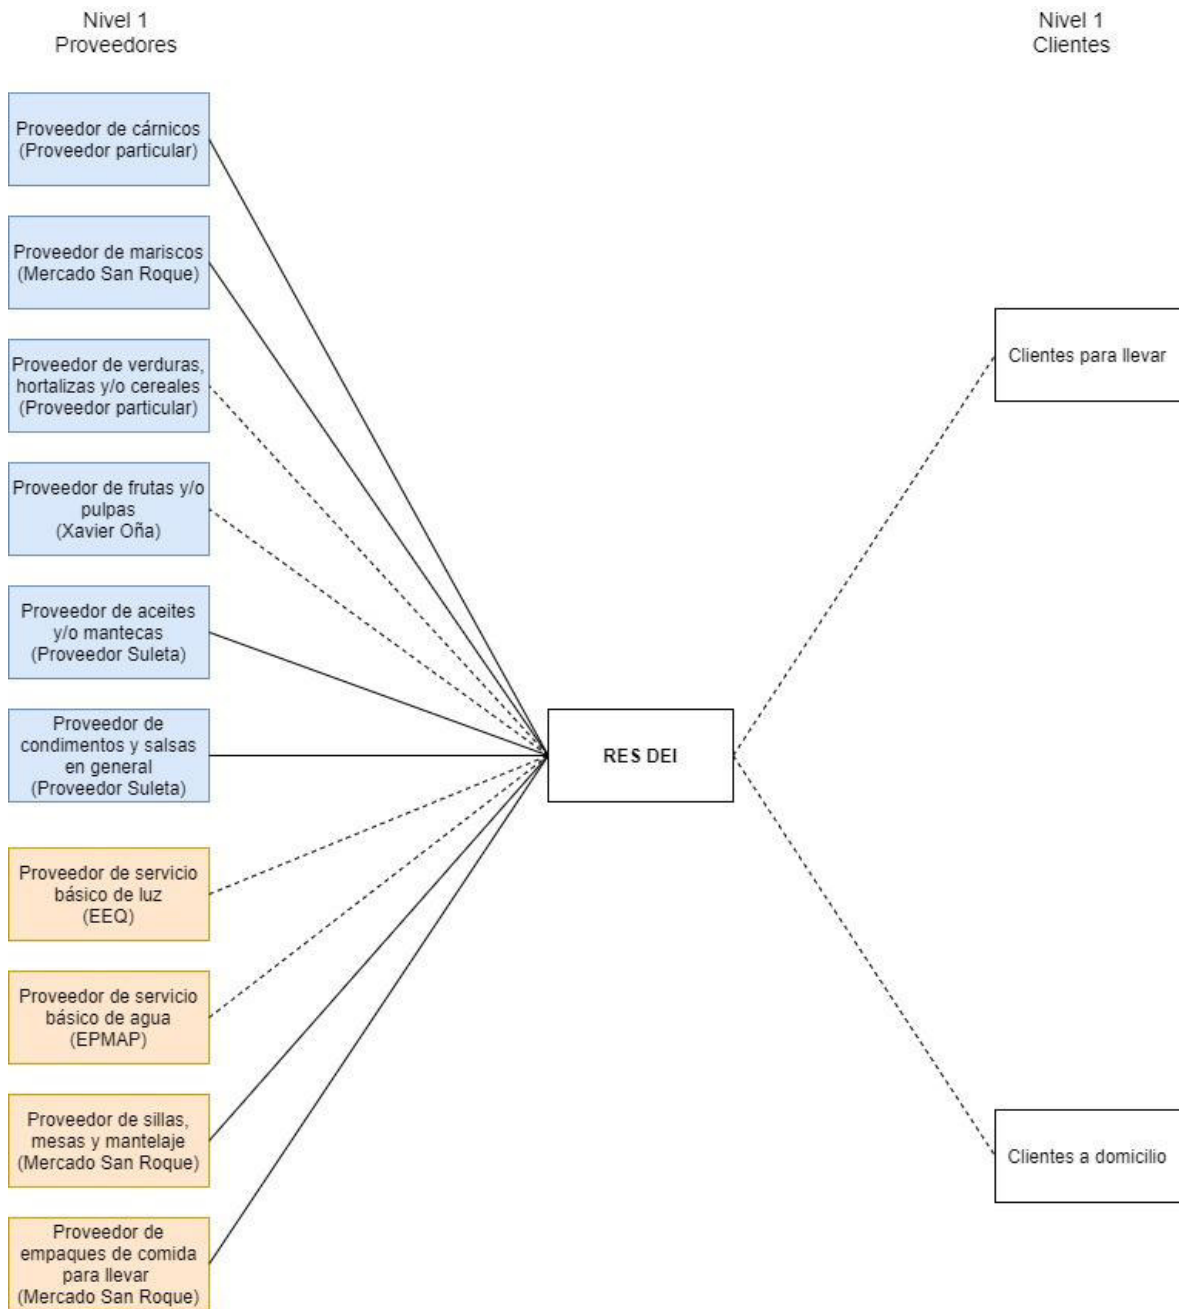 Nivel 1
Proveedores
Nivel 1
Clientes
Proveedor de cárnicos
(Proveedor particular)
Proveedor de mariscos
(Mercado San Roque)
Proveedor de verduras,
hortalizas y/o cereales
(Proveedor particular)
Proveedor de frutas y/o
pulpas
(Xavier Oña)
Proveedor de aceites
y/o mantecas
(Proveedor Suleta)
Proveedor de
condimentos y salsas
en general
(Proveedor Suleta)
Proveedor de servicio
básico de luz
(EEQ)
Proveedor de servicio
básico de agua
(EPMAP)
Proveedor de sillas,
mesas y mantelaje
(Mercado San Roque)
Proveedor de
empaques de comida
para llevar
(Mercado San Roque)
RES DEI
Clientes para llevar
Clientes a domicilio